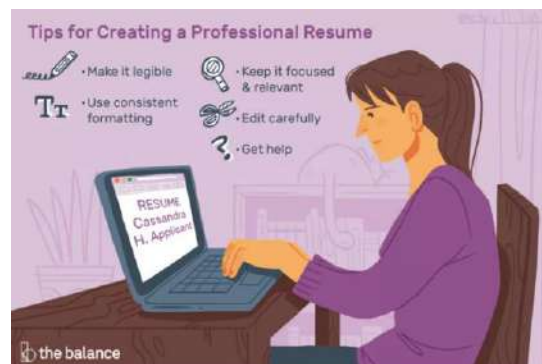 Tips for Creating a Professional Resume
· Make it legible
· Use consistent
formatting
· Keep it focused
& relevant
· Edit carefully
· Get help
RESUME
Cassandra
H. Applicant
the balance